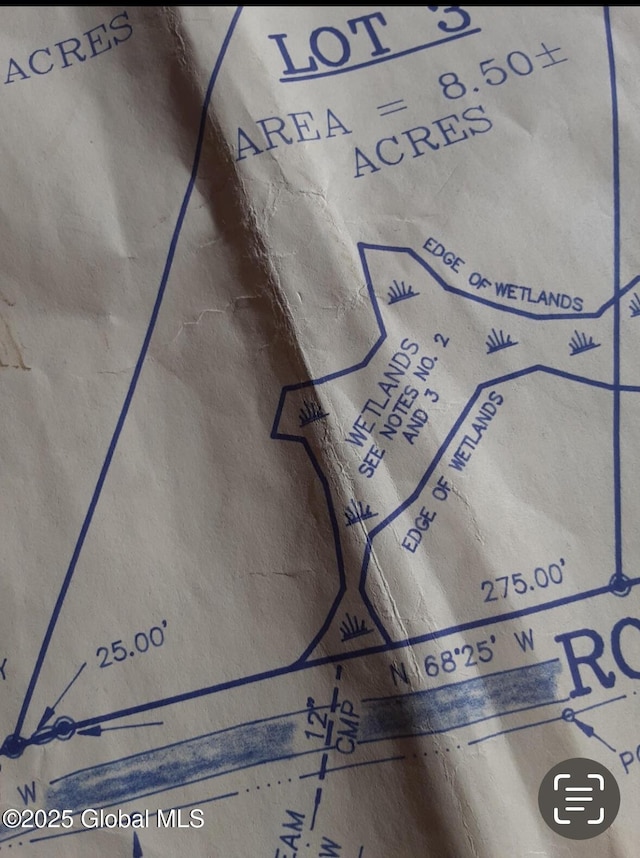 ACRES
LOT 3
AREA = 8.50±
ACRES
EDGE OF WETLANDS
WETLANDS
SEE NOTES NO. 2
AND 3
EDGE OF WETLANDS
275.00'
25.00'
N 68°25' W
12"
CMP
W
W
©2025 Global MLS